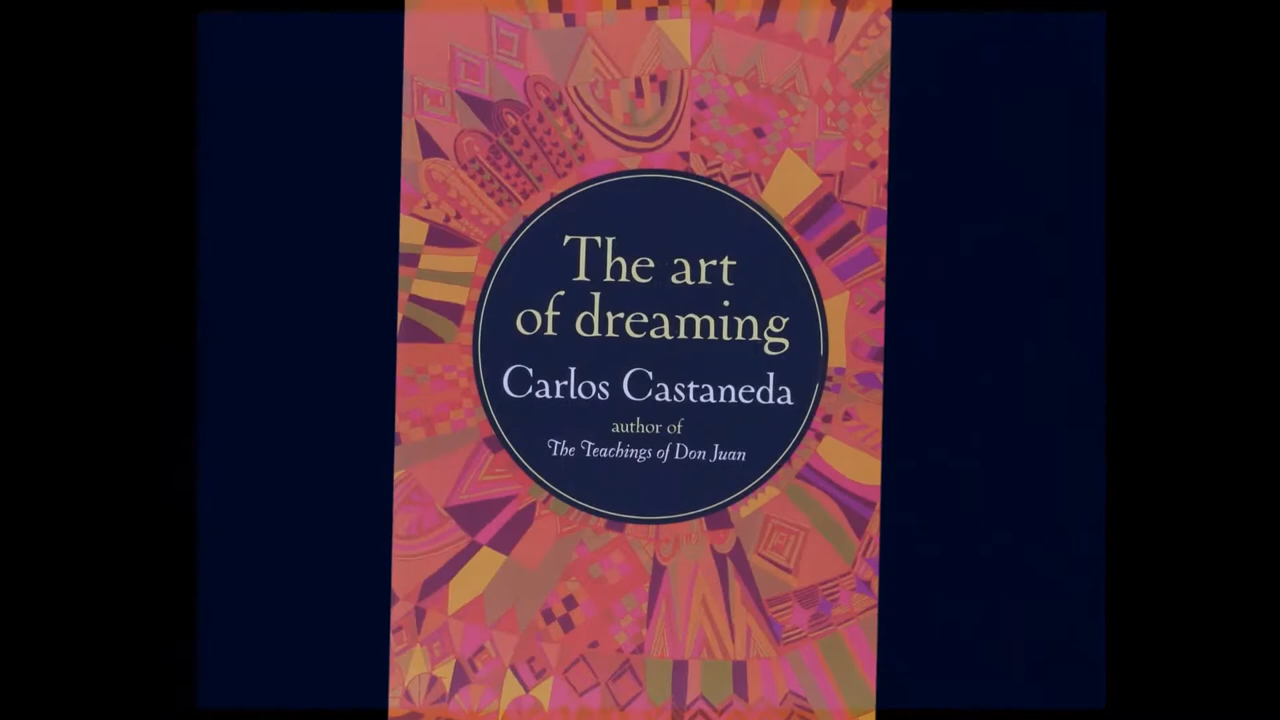 The art
of dreaming
Carlos Castaneda
author of
The Teachings of Don Juan